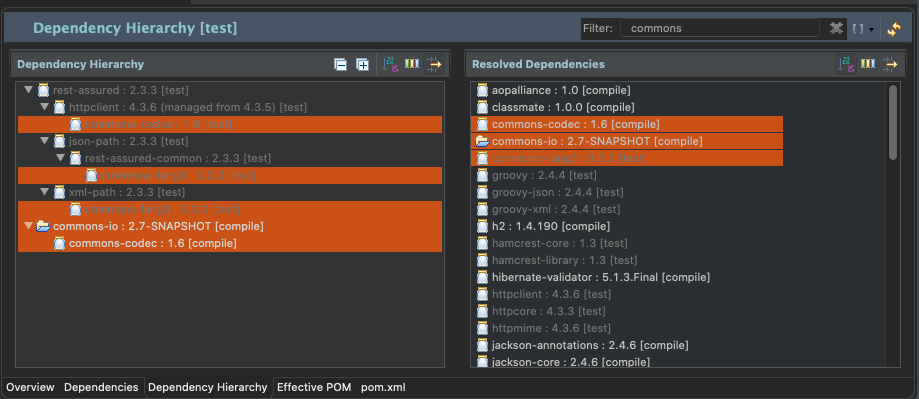 Dependency Hierarchy [test]
Filter: commons
Dependency Hierarchy
rest-assured : 2.3.3 [test]
httpclient : 4.3.6 (managed from 4.3.5) [test]
commons-codec : 1.6 [test]
json-path : 2.3.3 [test]
rest-assured-common : 2.3.3 [test]
commons-lang3 : 3.3.2 [test]
xml-path : 2.3.3 [test]
commons-lang3 : 3.3.2 [test]
commons-io : 2.7-SNAPSHOT [compile]
commons-codec : 1.6 [compile]
Resolved Dependencies
aopalliance : 1.0 [compile]
classmate : 1.0.0 [compile]
commons-codec : 1.6 [compile]
commons-io : 2.7-SNAPSHOT [compile]
commons-lang3 : 3.3.2 [test]
groovy : 2.4.4 [test]
groovy-json : 2.4.4 [test]
groovy-xml : 2.4.4 [test]
h2 : 1.4.190 [compile]
hamcrest-core : 1.3 [test]
hamcrest-library : 1.3 [test]
hibernate-validator : 5.1.3.Final [compile]
httpclient : 4.3.6 [test]
httpcore : 4.3.3 [test]
httpmime : 4.3.6 [test]
jackson-annotations : 2.4.6 [compile]
jackson-core : 2.4.6 [compile]
Overview Dependencies Dependency Hierarchy Effective POM pom.xml